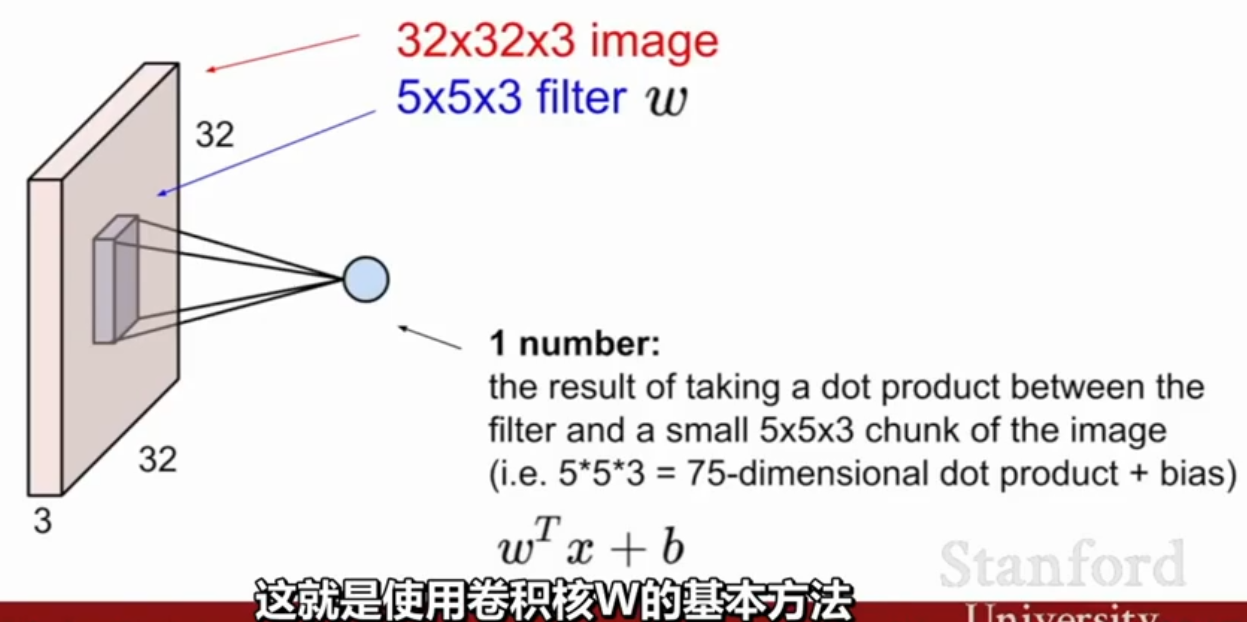 32x32x3 image
5x5x3 filter w
32
32
3
1 number:
the result of taking a dot product between the
filter and a small 5x5x3 chunk of the image
(i.e. 5*5*3 = 75-dimensional dot product + bias)
wᵀx + b
Stanford
University
这就是使用卷积核W的基本方法